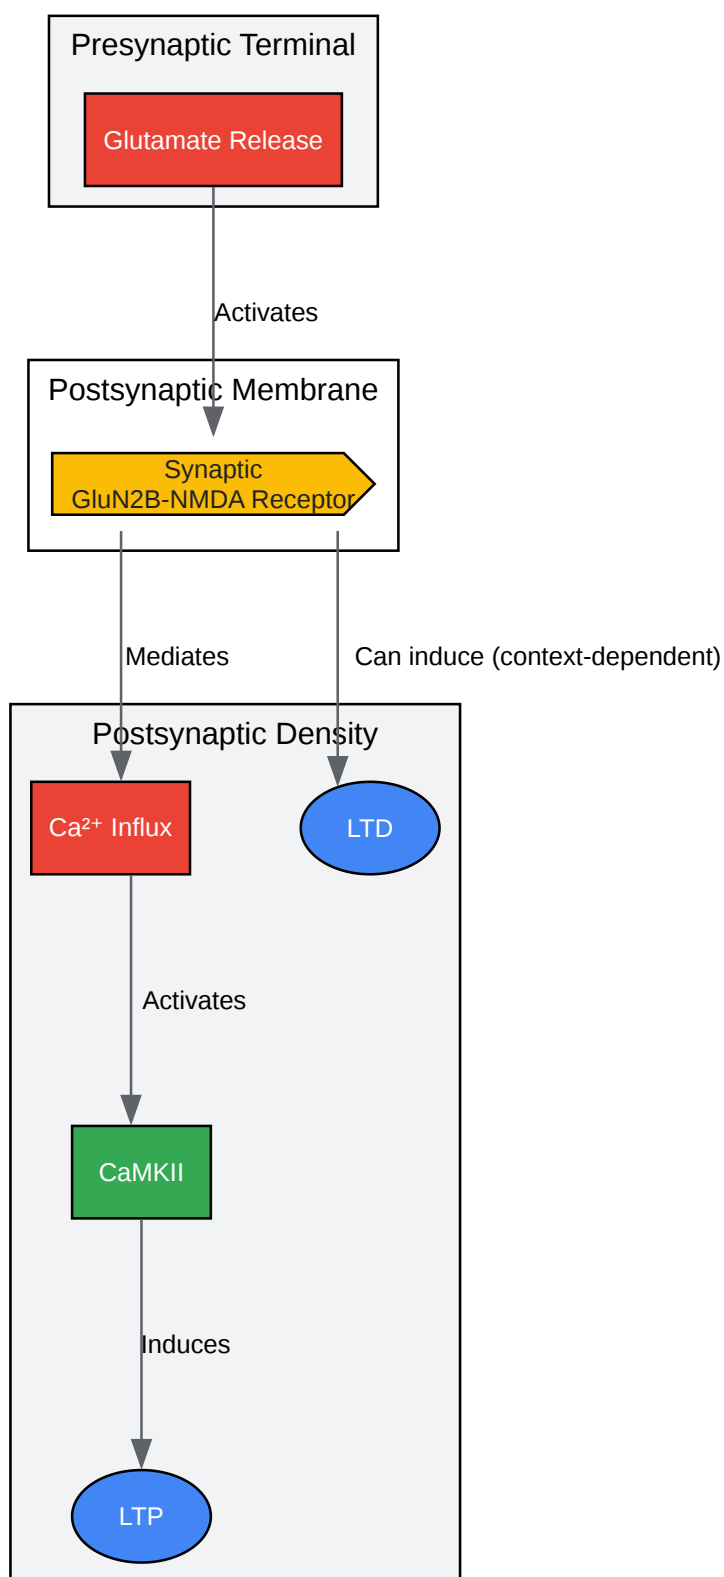 Presynaptic Terminal
Glutamate Release
Activates
Postsynaptic Membrane
Synaptic
GluN2B-NMDA Receptor
Mediates
Can induce (context-dependent)
Postsynaptic Density
Ca²⁺ Influx
LTD
Activates
CaMKII
Induces
LTP